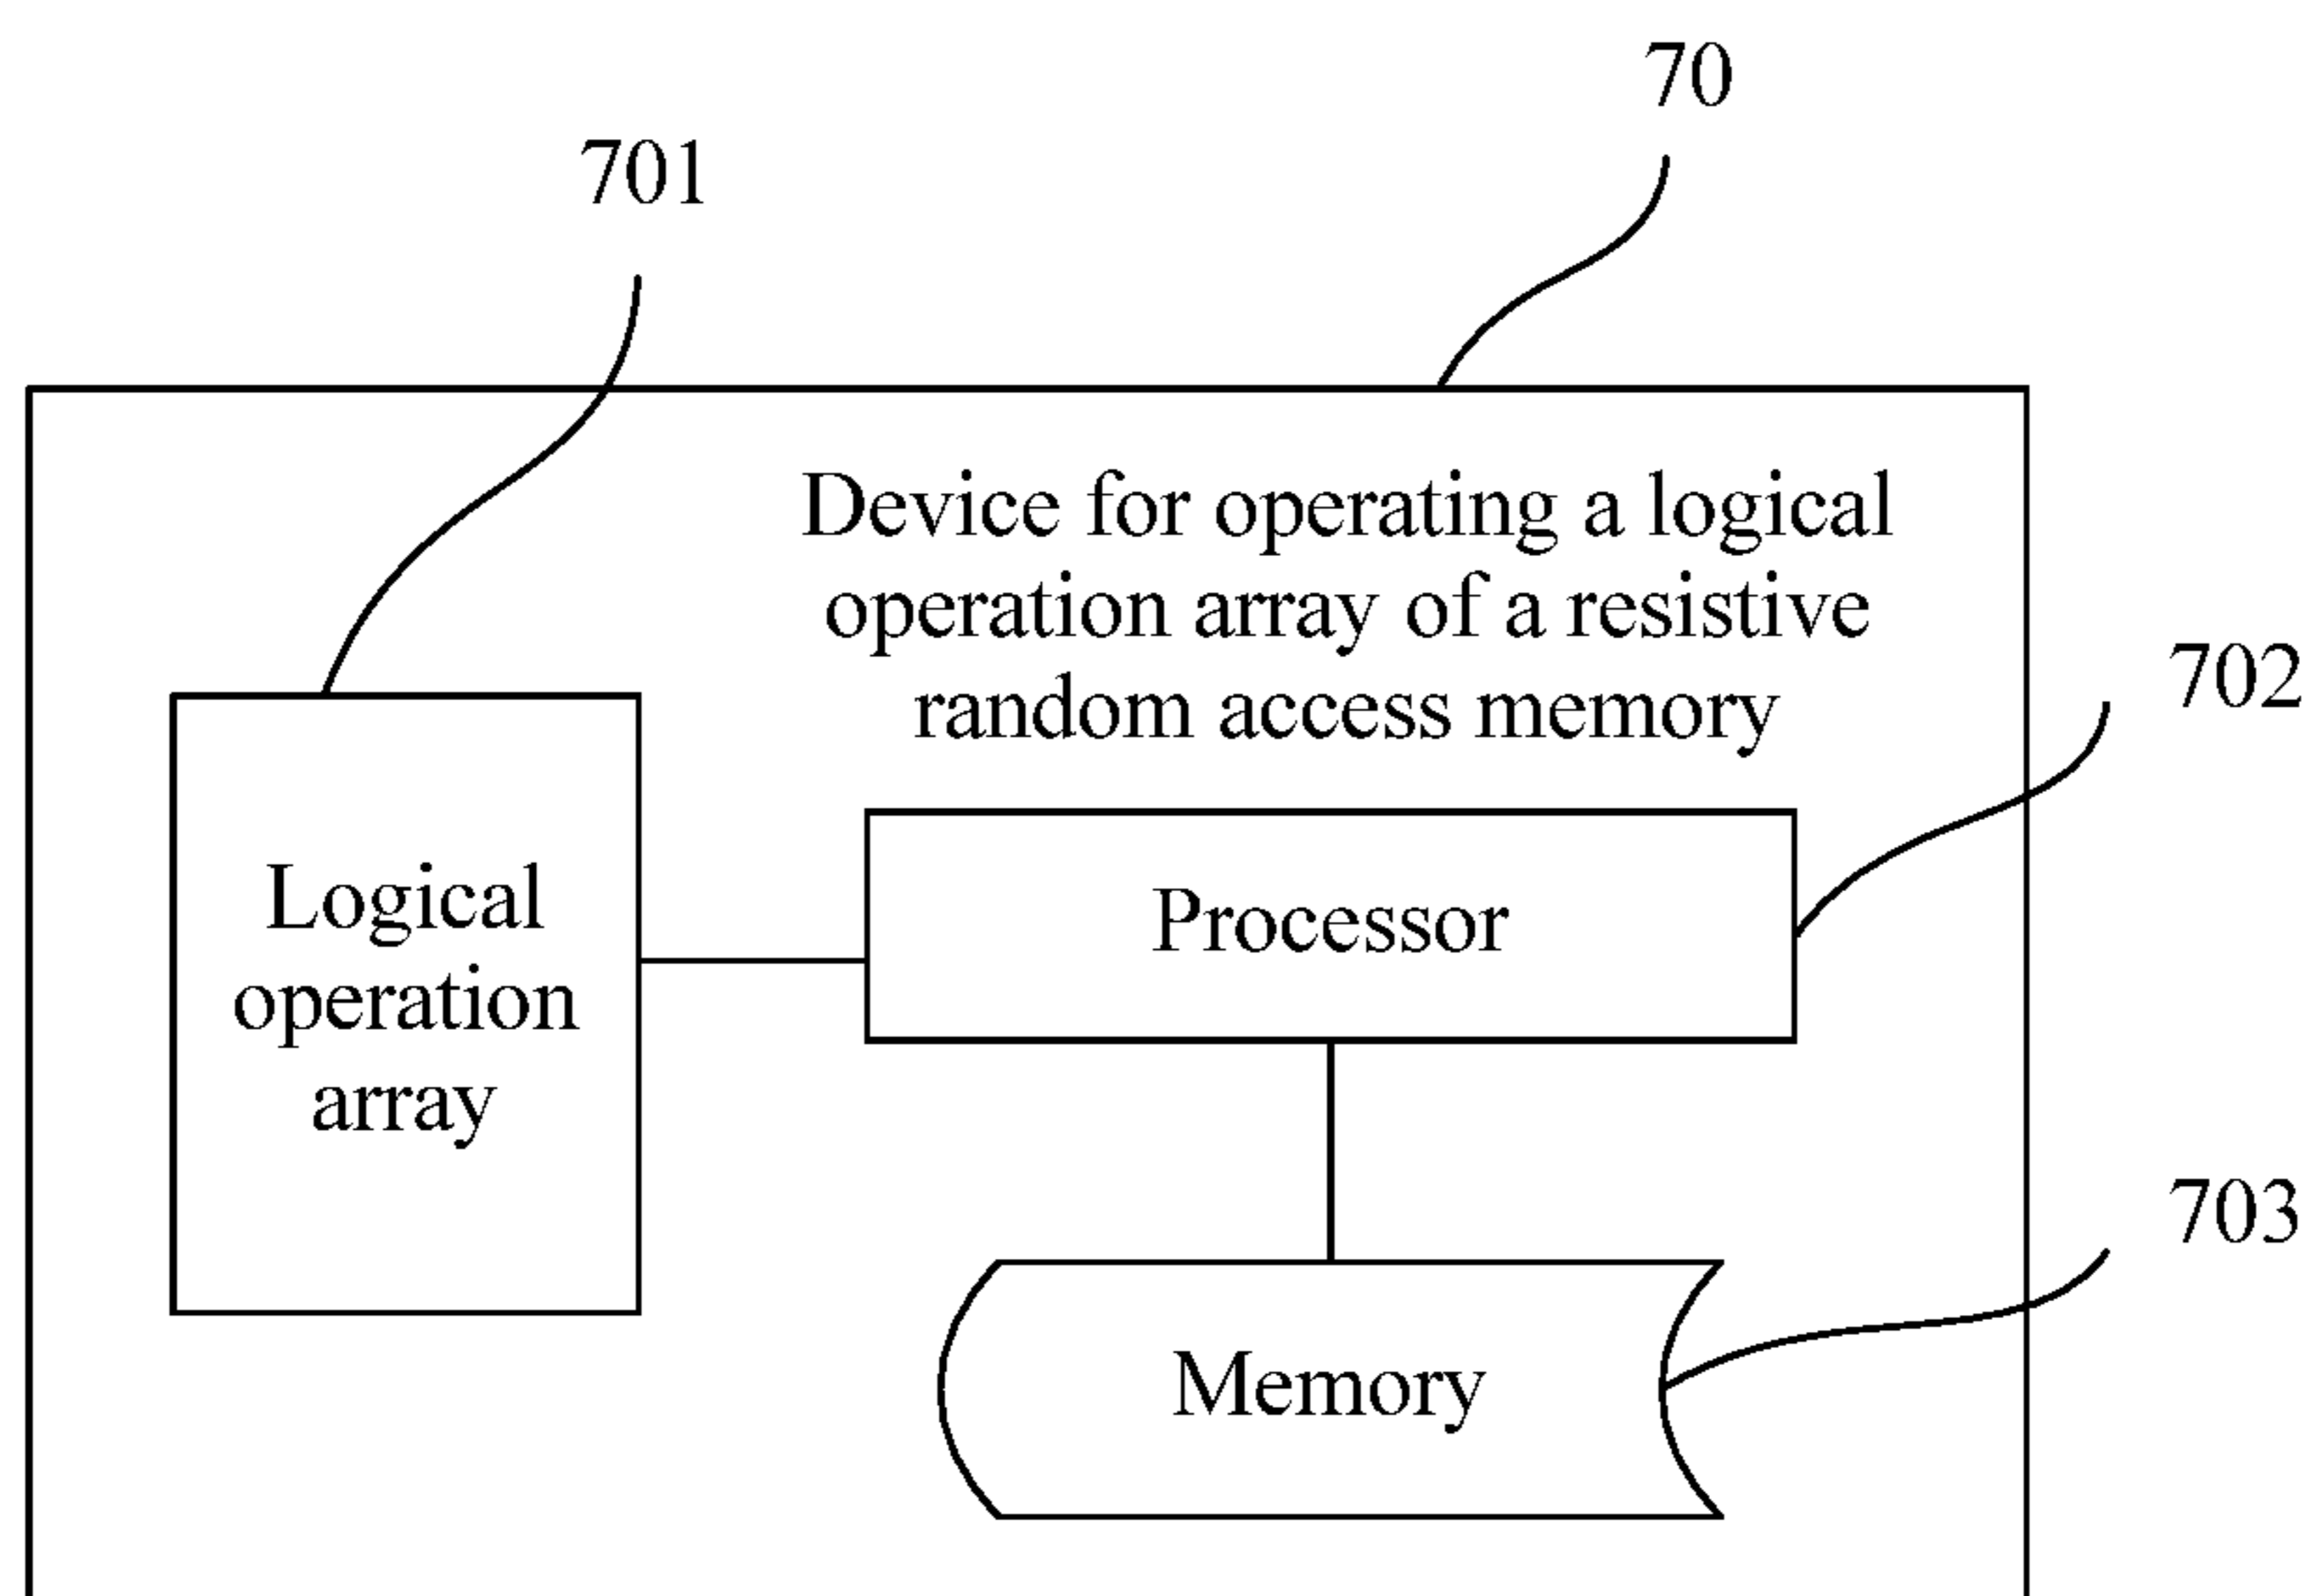 70
701
Device for operating a logical
operation array of a resistive
random access memory
702
Logical
operation
array
Processor
703
Memory